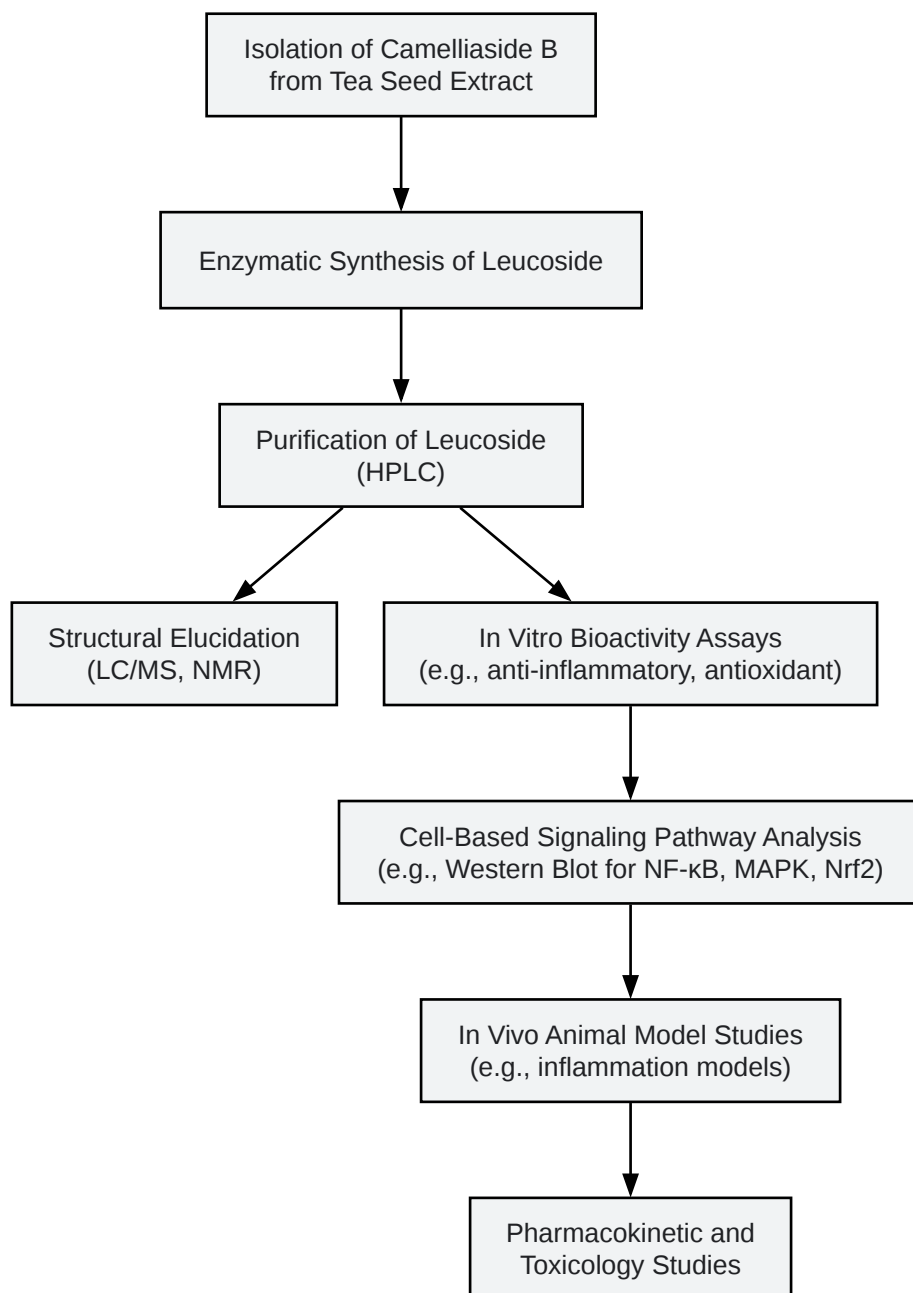 Isolation of Camelliaside B
from Tea Seed Extract
Enzymatic Synthesis of Leucoside
Purification of Leucoside
(HPLC)
Structural Elucidation
(LC/MS, NMR)
In Vitro Bioactivity Assays
(e.g., anti-inflammatory, antioxidant)
Cell-Based Signaling Pathway Analysis
(e.g., Western Blot for NF-κB, MAPK, Nrf2)
In Vivo Animal Model Studies
(e.g., inflammation models)
Pharmacokinetic and
Toxicology Studies